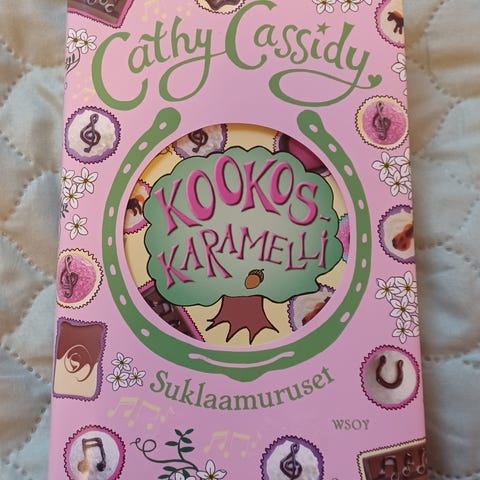 Cathy Cassidy
KOOKOS-
KARAMELLI
Suklaamuruset
WSOY